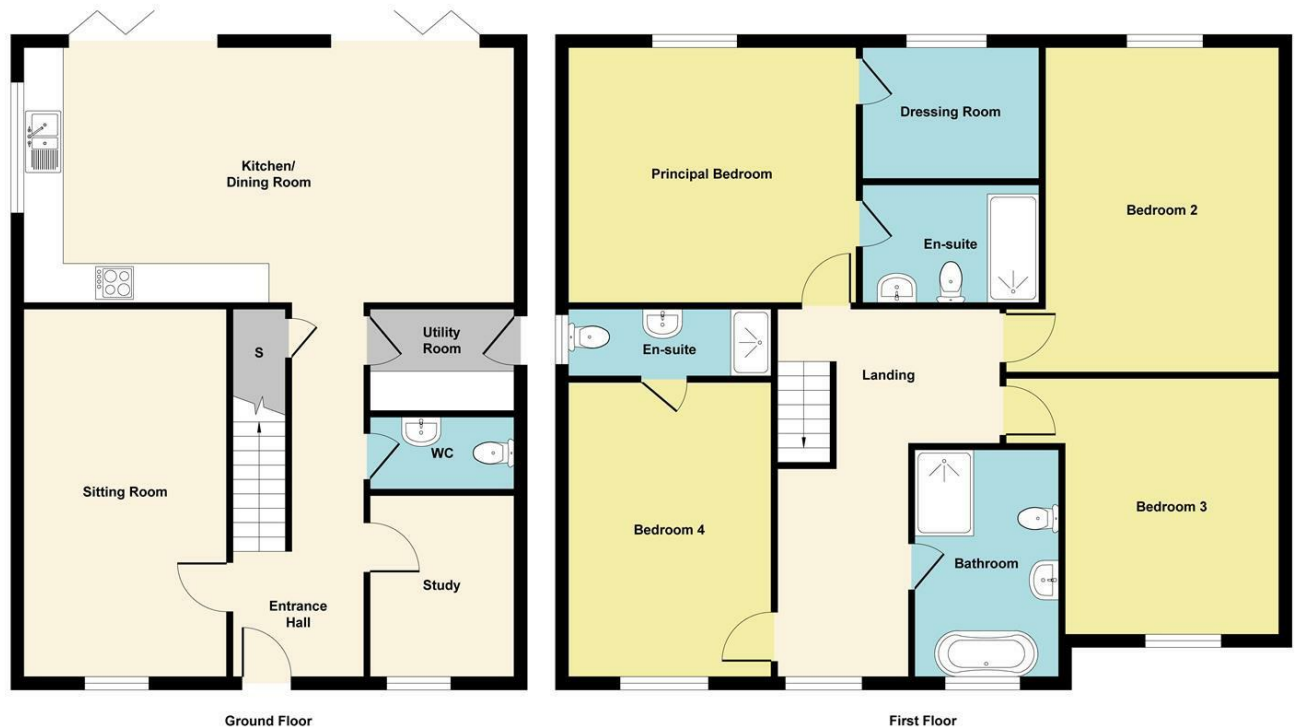 Kitchen/
Dining Room
S
Utility
Room
WC
Sitting Room
Study
Entrance
Hall
Ground Floor
Principal Bedroom
Dressing Room
Bedroom 2
En-suite
En-suite
Landing
Bedroom 4
Bathroom
Bedroom 3
First Floor